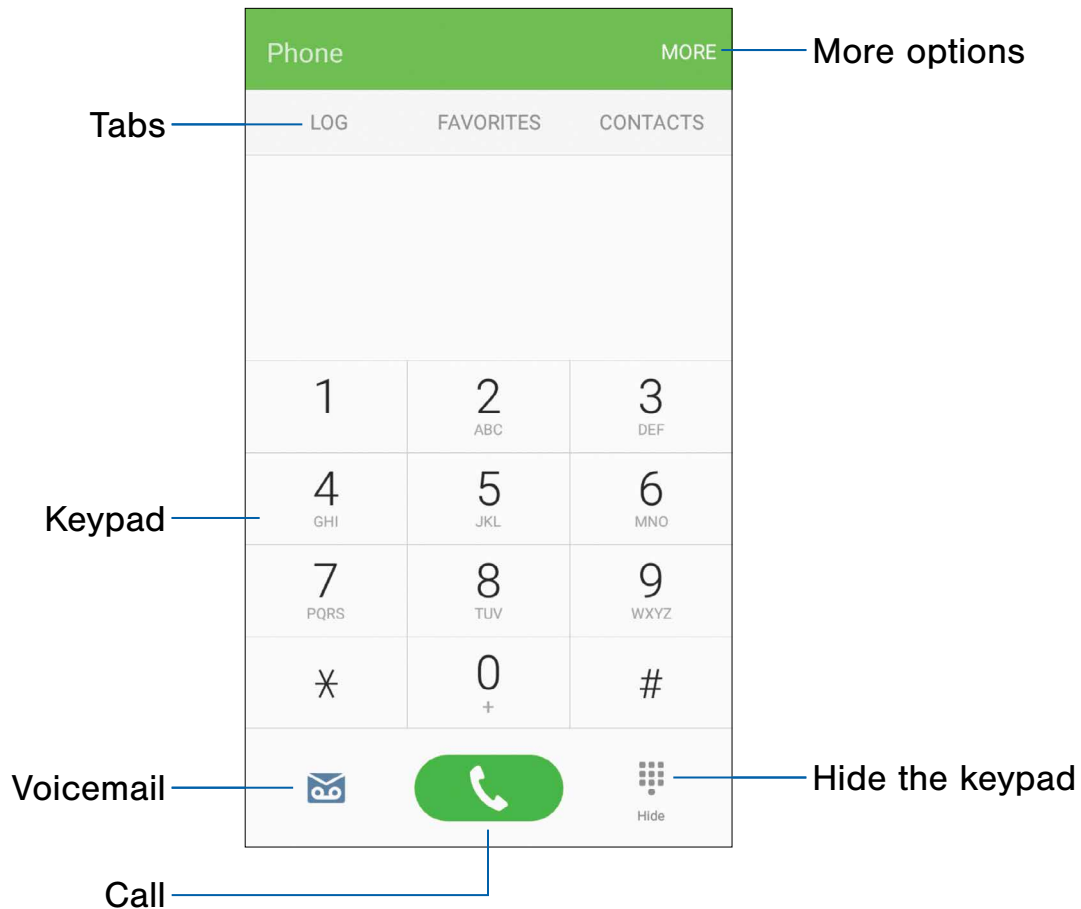 Phone MORE More options
Tabs LOG FAVORITES CONTACTS
1 2 3
ABC DEF
Keypad 4 5 6
GHI JKL MNO
7 8 9
PQRS TUV WXYZ
* 0 #
+
Voicemail Hide the keypad
Hide
Call